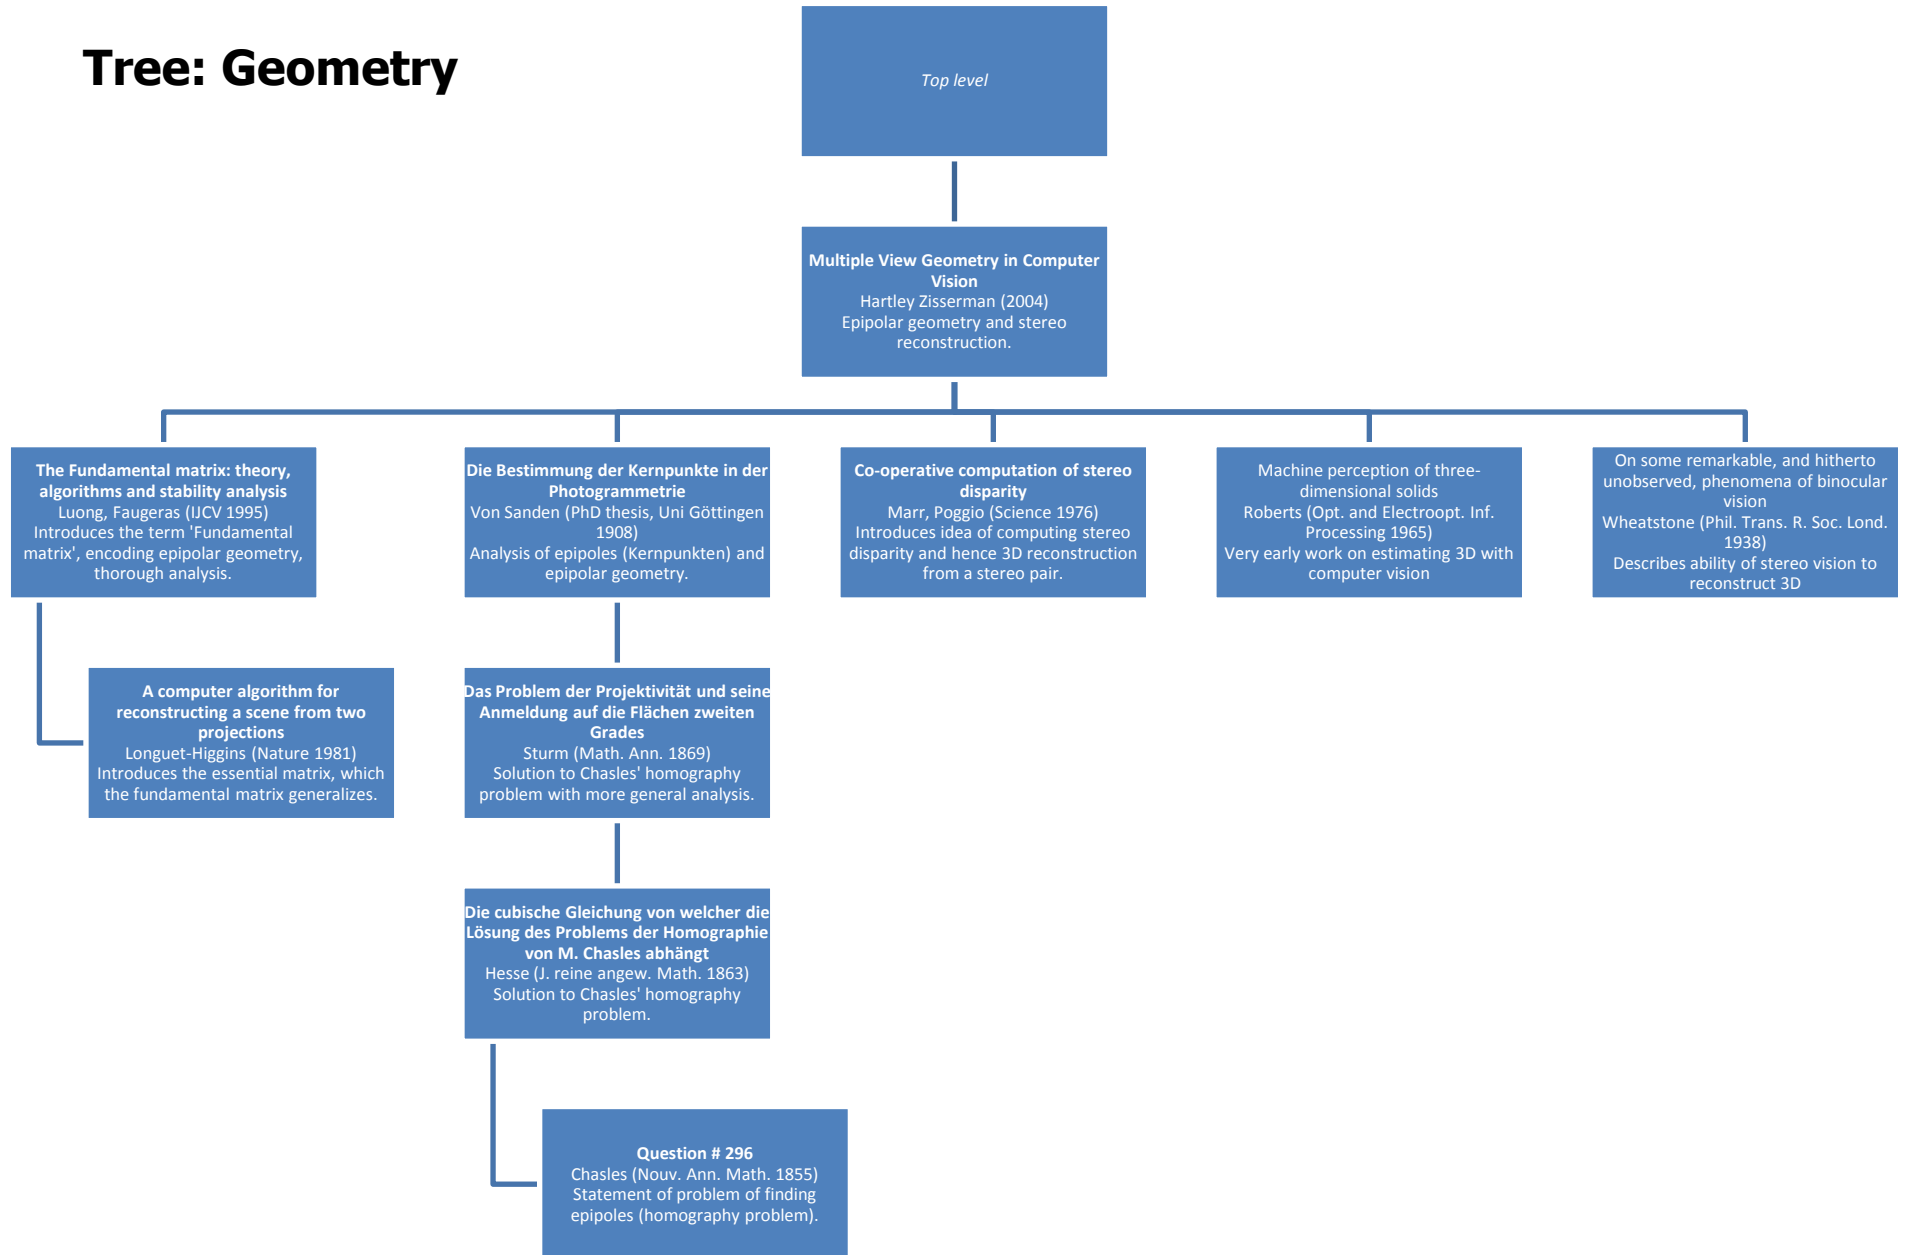 Tree: Geometry
Top level
Multiple View Geometry in Computer
Vision
Hartley Zisserman (2004)
Epipolar geometry and stereo
reconstruction.
The Fundamental matrix: theory,
algorithms and stability analysis
Luong, Faugeras (IJCV 1995)
Introduces the term 'Fundamental
matrix', encoding epipolar geometry,
thorough analysis.
Die Bestimmung der Kernpunkte in der
Photogrammetrie
Von Sanden (PhD thesis, Uni Göttingen
1908)
Analysis of epipoles (Kernpunkten) and
epipolar geometry.
Co-operative computation of stereo
disparity
Marr, Poggio (Science 1976)
Introduces idea of computing stereo
disparity and hence 3D reconstruction
from a stereo pair.
Machine perception of three-
dimensional solids
Roberts (Opt. and Electroopt. Inf.
Processing 1965)
Very early work on estimating 3D with
computer vision
On some remarkable, and hitherto
unobserved, phenomena of binocular
vision
Wheatstone (Phil. Trans. R. Soc. Lond.
1938)
Describes ability of stereo vision to
reconstruct 3D
A computer algorithm for
reconstructing a scene from two
projections
Longuet-Higgins (Nature 1981)
Introduces the essential matrix, which
the fundamental matrix generalizes.
Das Problem der Projektivität und seine
Anmeldung auf die Flächen zweiten
Grades
Sturm (Math. Ann. 1869)
Solution to Chasles' homography
problem with more general analysis.
Die cubische Gleichung von welcher die
Lösung des Problems der Homographie
von M. Chasles abhängt
Hesse (J. reine angew. Math. 1863)
Solution to Chasles' homography
problem.
Question # 296
Chasles (Nouv. Ann. Math. 1855)
Statement of problem of finding
epipoles (homography problem).